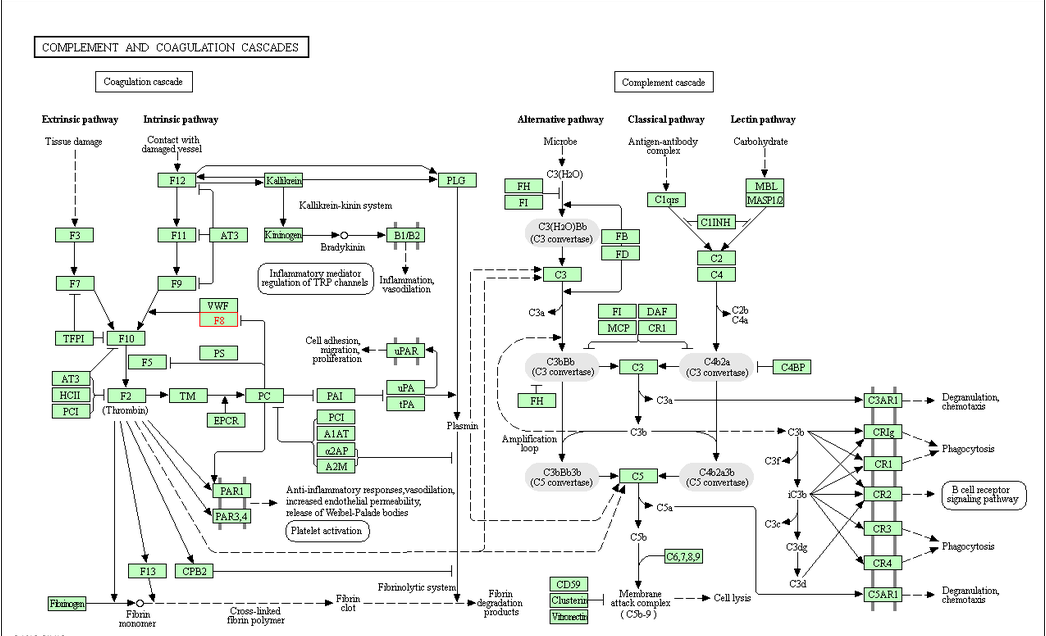 COMPLEMENT AND COAGULATION CASCADES
Coagulation cascade
Complement cascade
Extrinsic pathway
Intrinsic pathway
Alternative pathway
Classical pathway
Lectin pathway
Tissue damage
Contact with
damaged vessel
Microbe
Antigen-antibody
complex
Carbohydrate
F12
Kallikrein
PLG
C3(H2O)
FH
FI
MBL
MASP1/2
C1qrs
Kallikrein-kinin system
C1INH
F3
F11
AT3
Kininogen
Bradykinin
B1/B2
C3(H2O)Bb
(C3 convertase)
FB
FD
C2
C4
F7
F9
Inflammatory mediator
regulation of TRP channels
Inflammation,
vasodilation
C3
VWF
F8
C3a
FI
DAF
MCP
CR1
C2b
C4a
TFPI
F10
F5
PS
Cell adhesion,
migration,
proliferation
uPAR
C3bBb
(C3 convertase)
C3
C4b2a
(C3 convertase)
C4BP
AT3
HCII
PCI
F2
(Thrombin)
TM
PC
PAI
uPA
tPA
FH
C3a
C3AR1
Degranulation,
chemotaxis
EPCR
PCI
A1AT
α2AP
A2M
Plasmin
Amplification
loop
C3b
C3b
CRIg
Phagocytosis
C3f
CR1
C3bBb3b
(C5 convertase)
C5
C4b2a3b
(C5 convertase)
PAR1
PAR3,4
Anti-inflammatory responses,vasodilation,
increased endothelial permeability,
release of Weibel-Palade bodies
Platelet activation
iC3b
CR2
B cell receptor
signaling pathway
C5a
C3c
CR3
C5b
C3dg
Phagocytosis
C6,7,8,9
CR4
F13
CPB2
C3d
Fibrinolytic system
CD59
Clusterin
Vitronectin
Membrane
attack complex
( C5b-9 )
Cell lysis
C5AR1
Degranulation,
chemotaxis
Fibrinogen
Fibrin
monomer
Cross-linked
fibrin polymer
Fibrin
clot
Fibrin
degradation
products